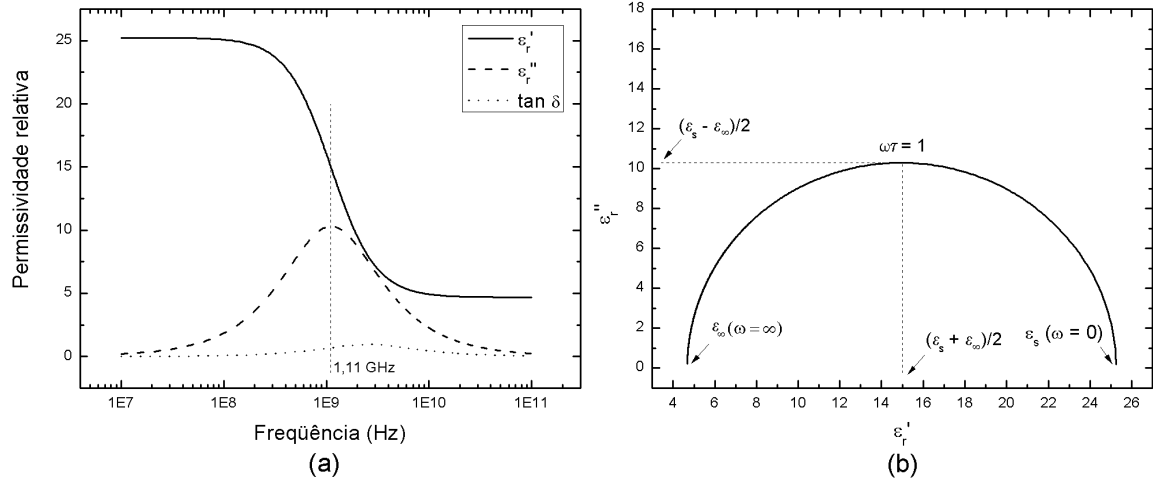 Permissividade relativa
25
20
15
10
5
0
εr'
εr''
tan δ
1,11 GHz
1E7 1E8 1E9 1E10 1E11
Freqüência (Hz)
(a)
εr''
18
16
14
12
10
8
6
4
2
0
(εs - ε∞)/2
ωτ = 1
ε∞(ω=∞)
(εs + ε∞)/2
εs (ω = 0)
4 6 8 10 12 14 16 18 20 22 24 26
εr'
(b)